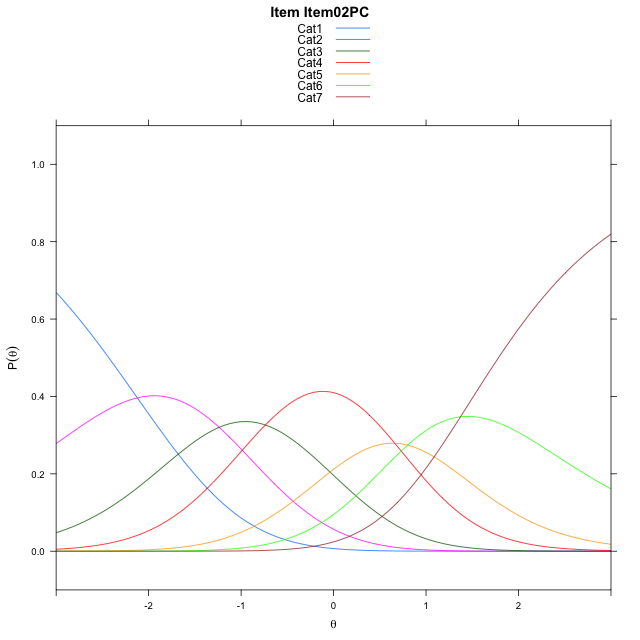 Item Item02PC
Cat1
Cat2
Cat3
Cat4
Cat5
Cat6
Cat7
1.0
0.8
0.6
0.4
0.2
0.0
P(θ)
-2 -1 0 1 2
θ